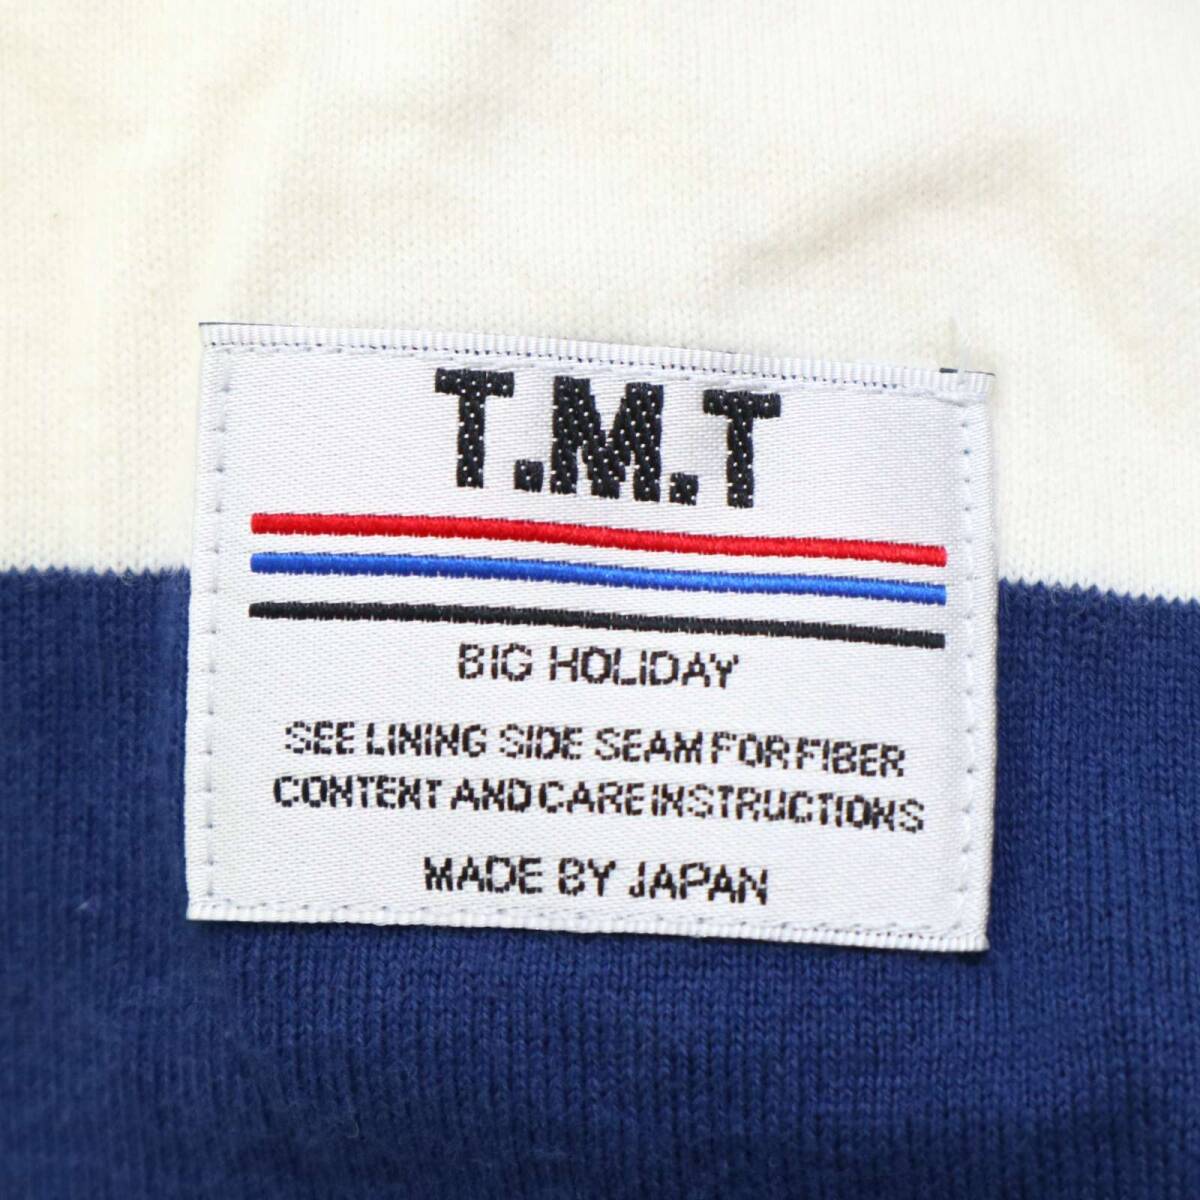 T.M.T
BIG HOLIDAY
SEE LINING SIDE SEAM FOR FIBER
CONTENT AND CARE INSTRUCTIONS
MADE BY JAPAN